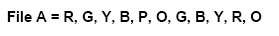 File A = R, G, Y, B, P, O, G, B, Y, R, O